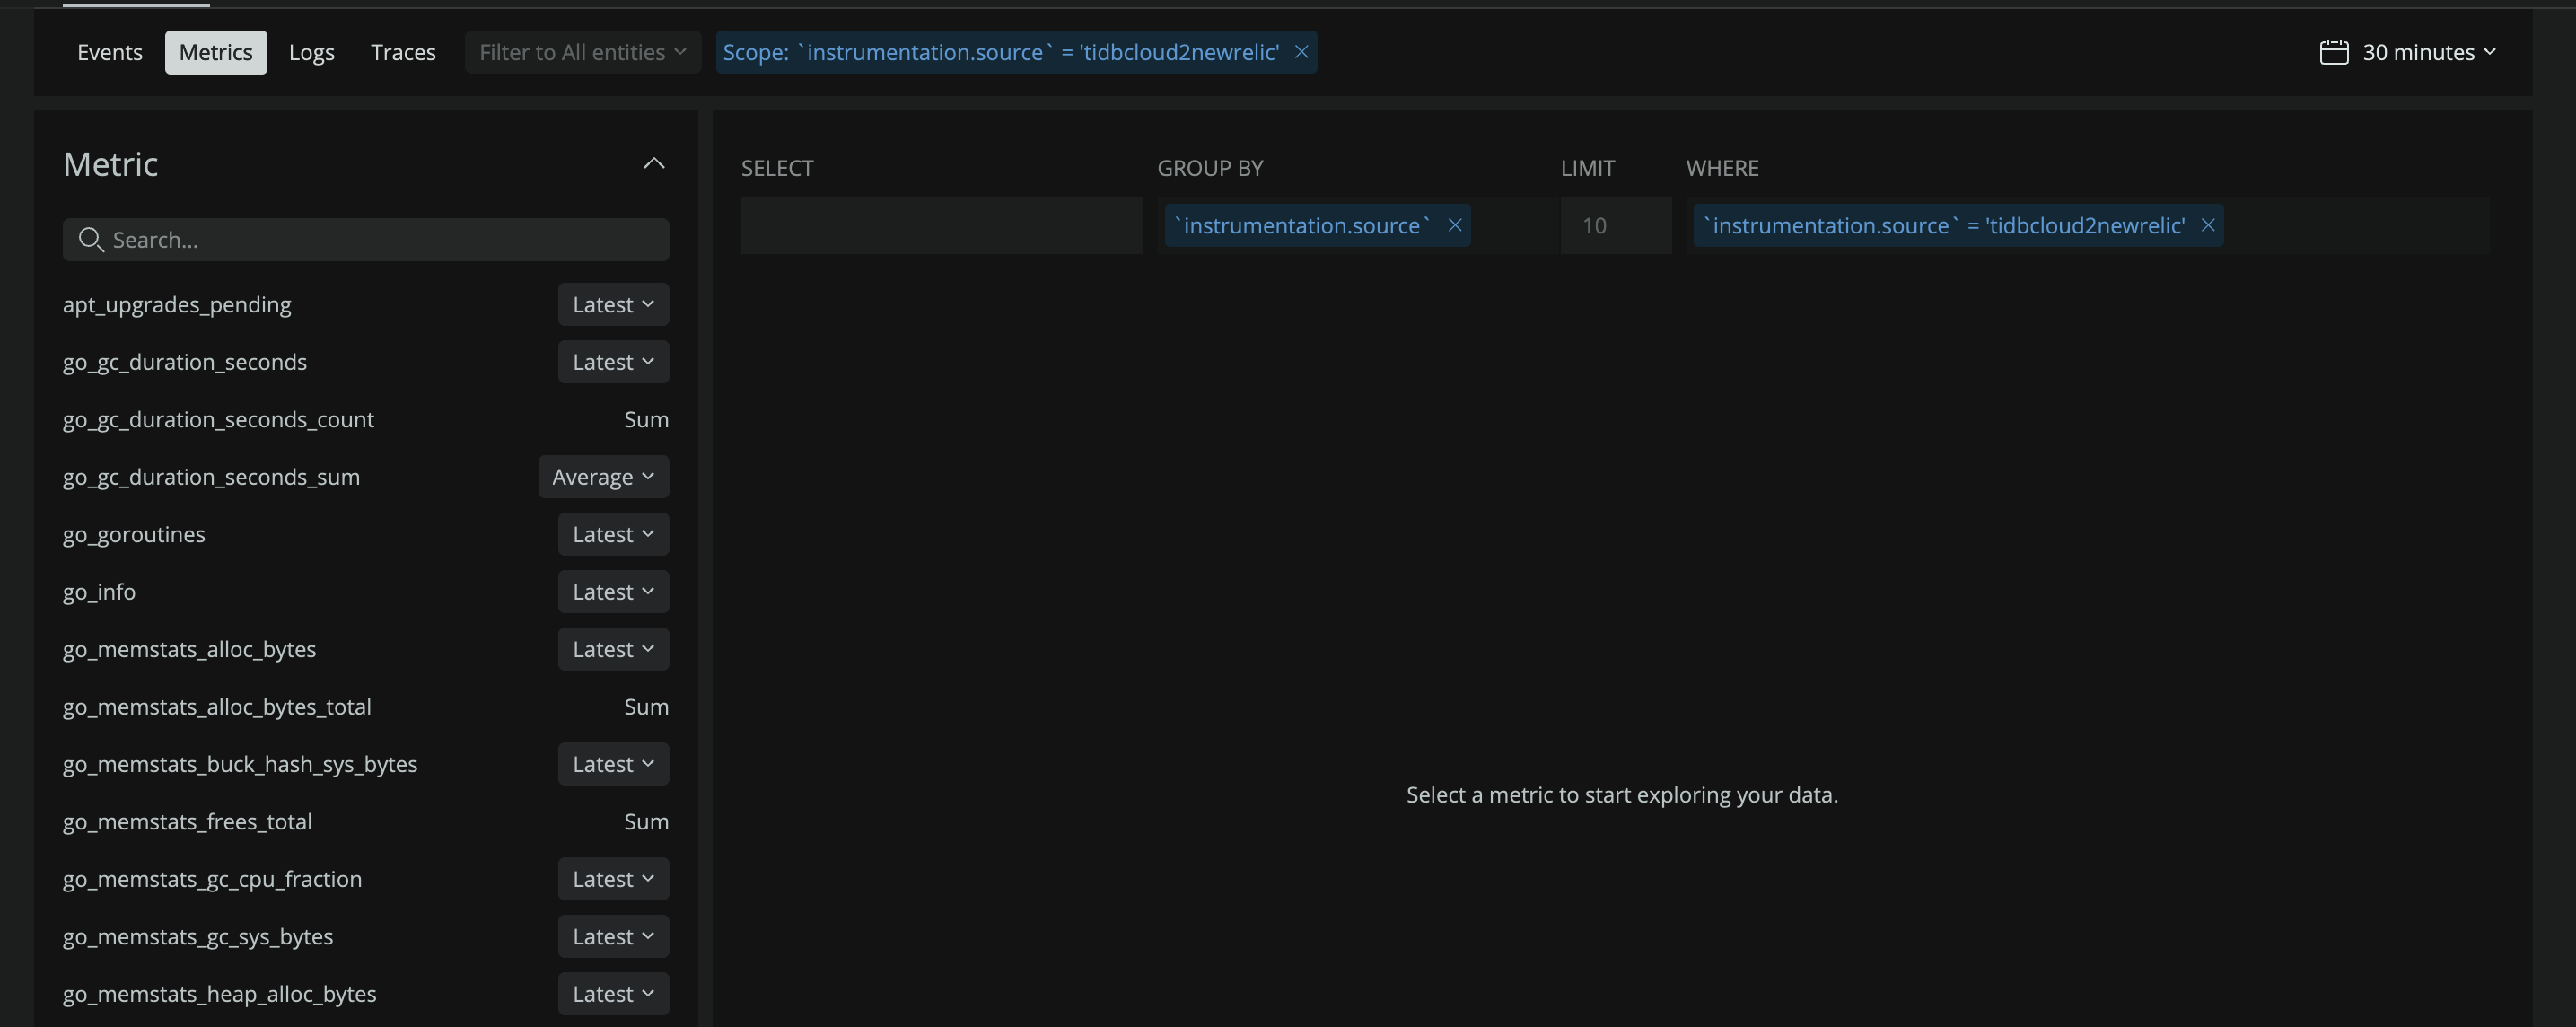 Events Metrics Logs Traces Filter to All entities Scope: `instrumentation.source` = 'tidbcloud2newrelic' 30 minutes
Metric
Search...
apt_upgrades_pending Latest
go_gc_duration_seconds Latest
go_gc_duration_seconds_count Sum
go_gc_duration_seconds_sum Average
go_goroutines Latest
go_info Latest
go_memstats_alloc_bytes Latest
go_memstats_alloc_bytes_total Sum
go_memstats_buck_hash_sys_bytes Latest
go_memstats_frees_total Sum
go_memstats_gc_cpu_fraction Latest
go_memstats_gc_sys_bytes Latest
go_memstats_heap_alloc_bytes Latest
SELECT GROUP BY LIMIT WHERE
`instrumentation.source` 10 `instrumentation.source` = 'tidbcloud2newrelic'
Select a metric to start exploring your data.